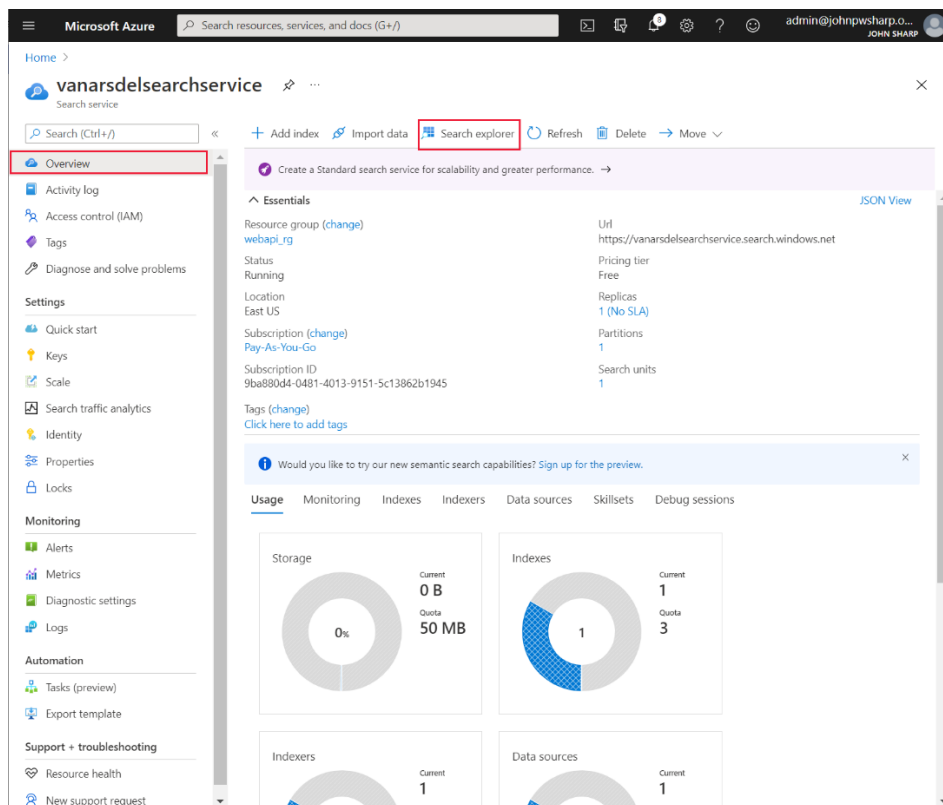 Microsoft Azure
Search resources, services, and docs (G+/)
8
?
admin@johnpwsharp.o...
JOHN SHARP
Home >
vanarsdelsearchservice ...
Search service
Search (Ctrl+/)
«
Overview
Activity log
Access control (IAM)
Tags
Diagnose and solve problems
Settings
Quick start
Keys
Scale
Search traffic analytics
Identity
Properties
Locks
Monitoring
Alerts
Metrics
Diagnostic settings
Logs
Automation
Tasks (preview)
Export template
Support + troubleshooting
Resource health
New support request
+ Add index Import data Search explorer Refresh Delete → Move
Create a Standard search service for scalability and greater performance. →
Essentials
JSON View
Resource group (change)
webapi_rg
Status
Running
Location
East US
Subscription (change)
Pay-As-You-Go
Subscription ID
9ba880d4-0481-4013-9151-5c13862b1945
Tags (change)
Click here to add tags
Url
https://vanarsdelsearchservice.search.windows.net
Pricing tier
Free
Replicas
1 (No SLA)
Partitions
1
Search units
1
Would you like to try our new semantic search capabilities? Sign up for the preview.
Usage Monitoring Indexes Indexers Data sources Skillsets Debug sessions
Storage
0%
Current
0 B
Quota
50 MB
Indexes
1
Current
1
Quota
3
Indexers
Current
1
Data sources
Current
1